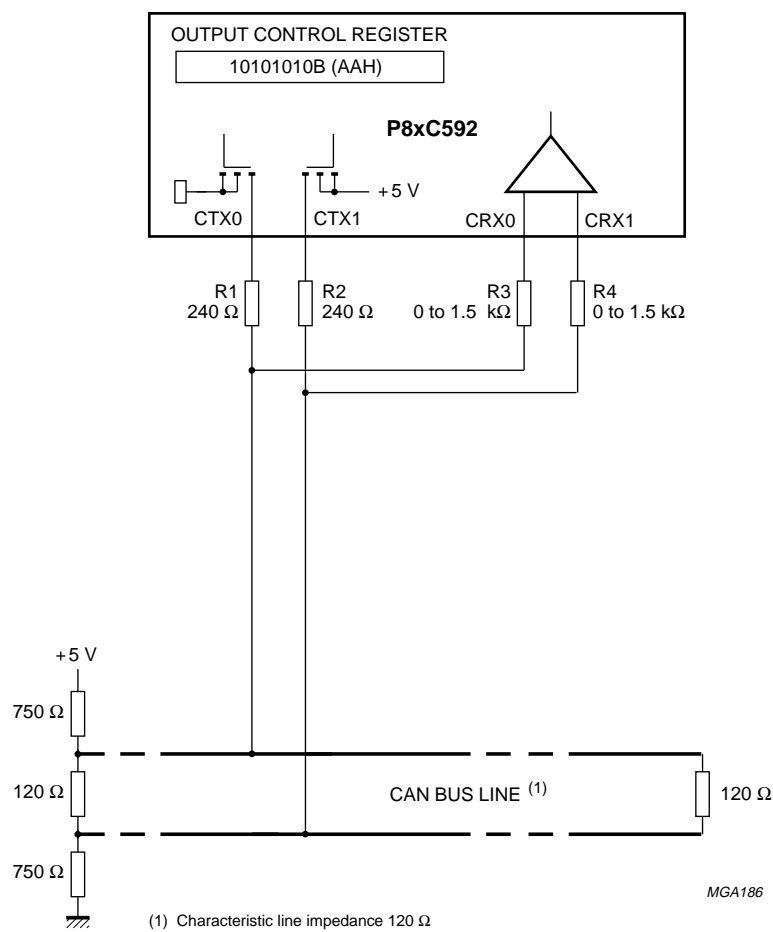 OUTPUT CONTROL REGISTER
10101010B (AAH)
P8xC592
+5 V
CTX0
CTX1
CRX0
CRX1
R1
240 Ω
R2
240 Ω
R3
0 to 1.5 kΩ
R4
0 to 1.5 kΩ
+5 V
750 Ω
120 Ω
CAN BUS LINE (1)
120 Ω
750 Ω
MGA186
(1) Characteristic line impedance 120 Ω